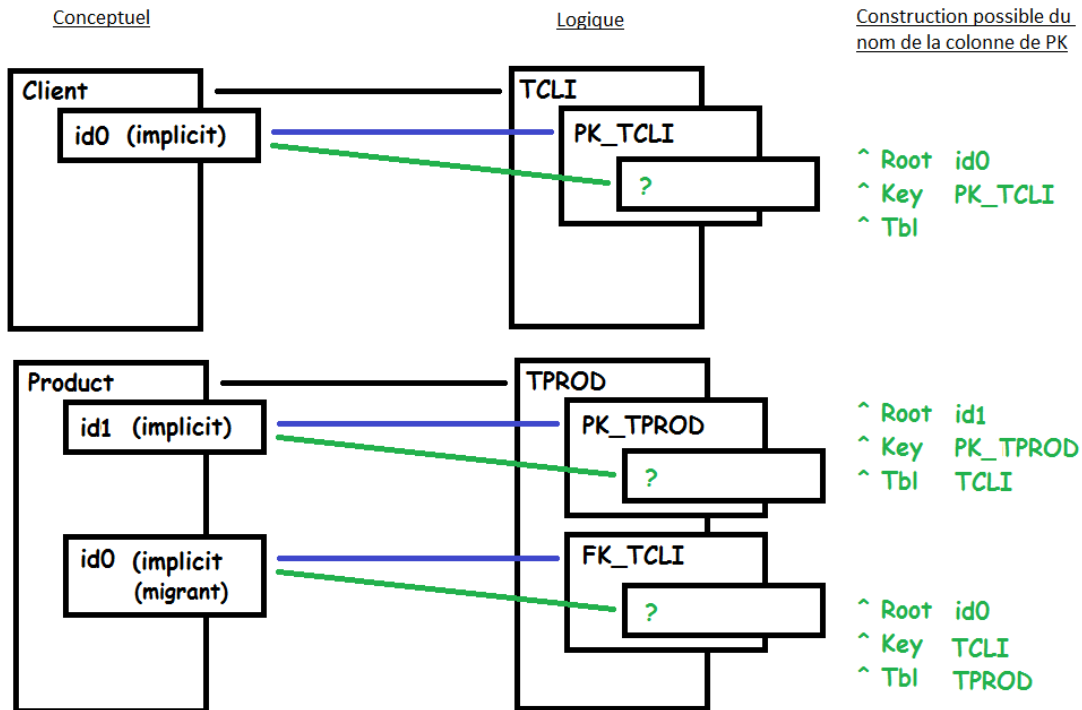 Conceptuel
Logique
Construction possible du
nom de la colonne de PK
Client
id0 (implicit)
TCLI
PK_TCLI
?
^ Root id0
^ Key PK_TCLI
^ Tbl
Product
id1 (implicit)
id0 (implicit
(migrant)
TPROD
PK_TPROD
?
FK_TCLI
?
^ Root id1
^ Key PK_TPROD
^ Tbl TCLI
^ Root id0
^ Key TCLI
^ Tbl TPROD